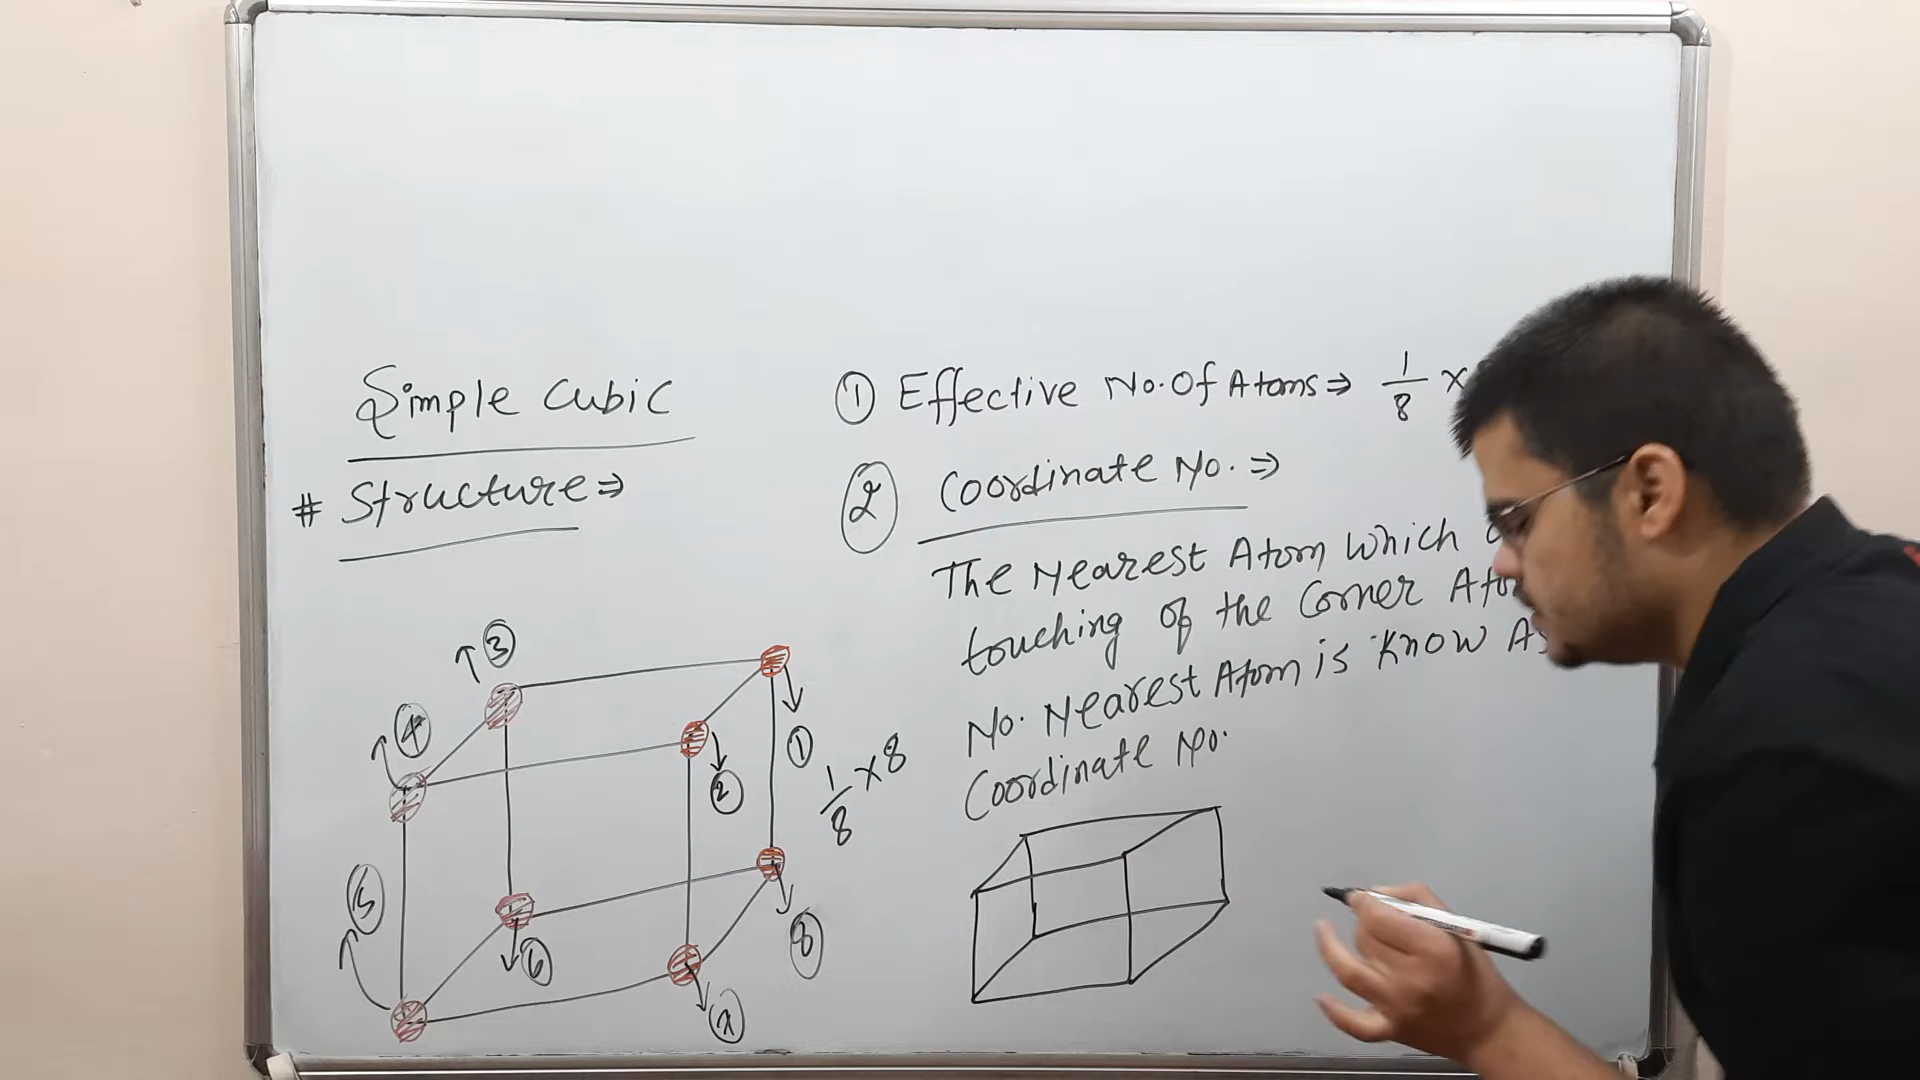 Simple Cubic
# Structure ⇒
① Effective No. Of Atoms ⇒ 1/8 ×
② Coordinate No. ⇒
The Nearest Atom Which
touching of the Corner
No. Nearest Atom is Know As
Coordinate No.
③
④
①
②
1/8 × 8
⑤
⑥
⑧